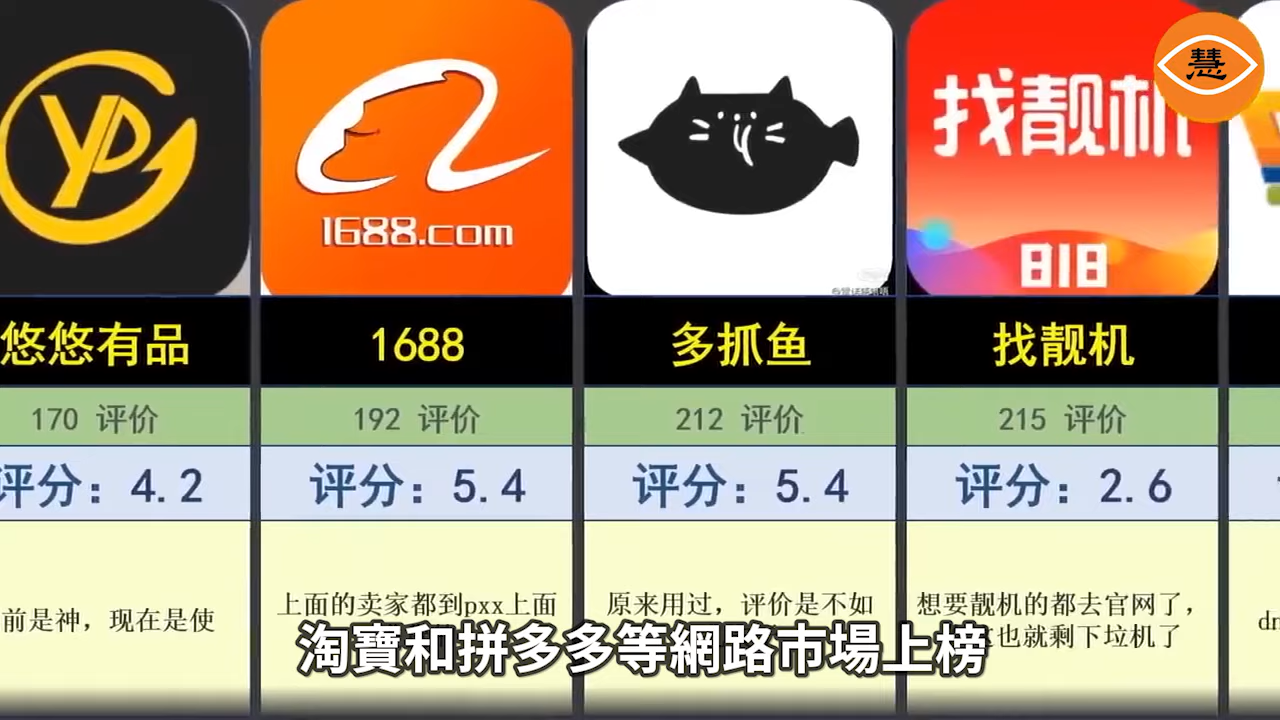 慧
1688.com
找靓机
818
悠悠有品
1688
多抓鱼
找靓机
170 评价
192 评价
212 评价
215 评价
评分：4.2
评分：5.4
评分：5.4
评分：2.6
前是神，现在是使
上面的卖家都到pxx上面
原来用过，评价是不如
想要靓机的都去官网了，
也就剩下垃机了
淘寶和拼多多等網路市場上榜